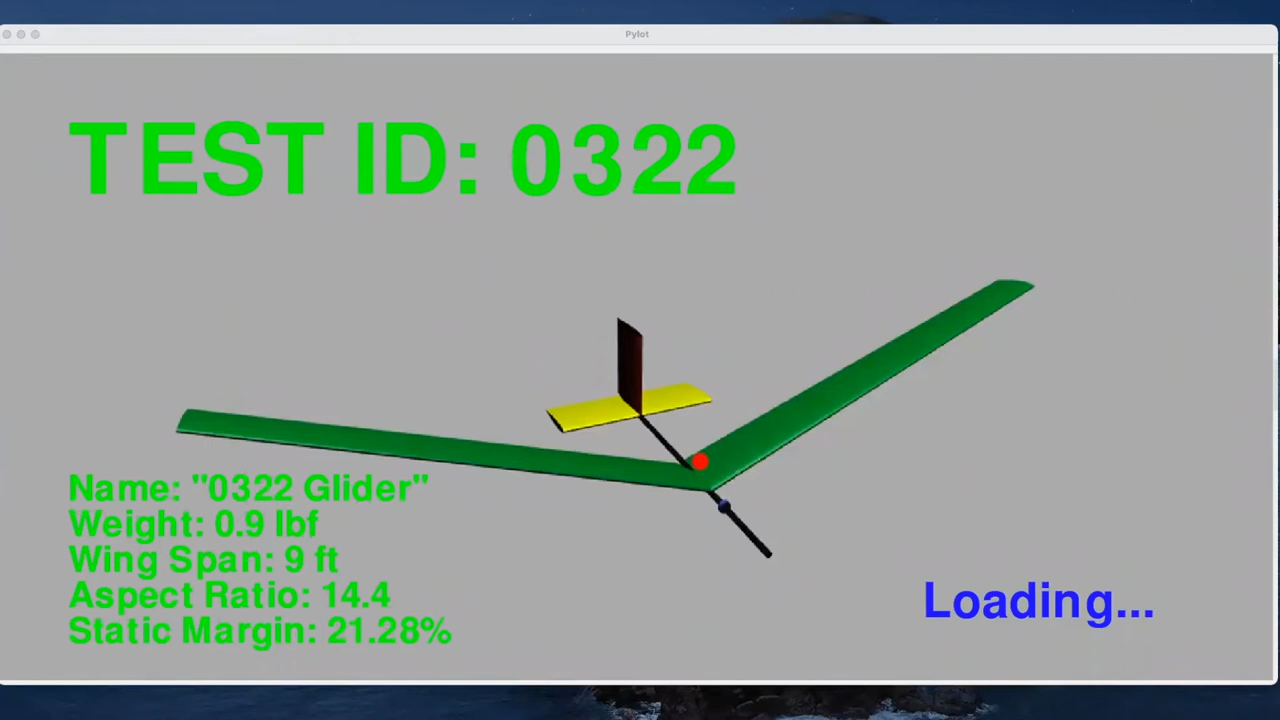 Pylot
TEST ID: 0322
Name: "0322 Glider"
Weight: 0.9 lbf
Wing Span: 9 ft
Aspect Ratio: 14.4
Static Margin: 21.28%
Loading...